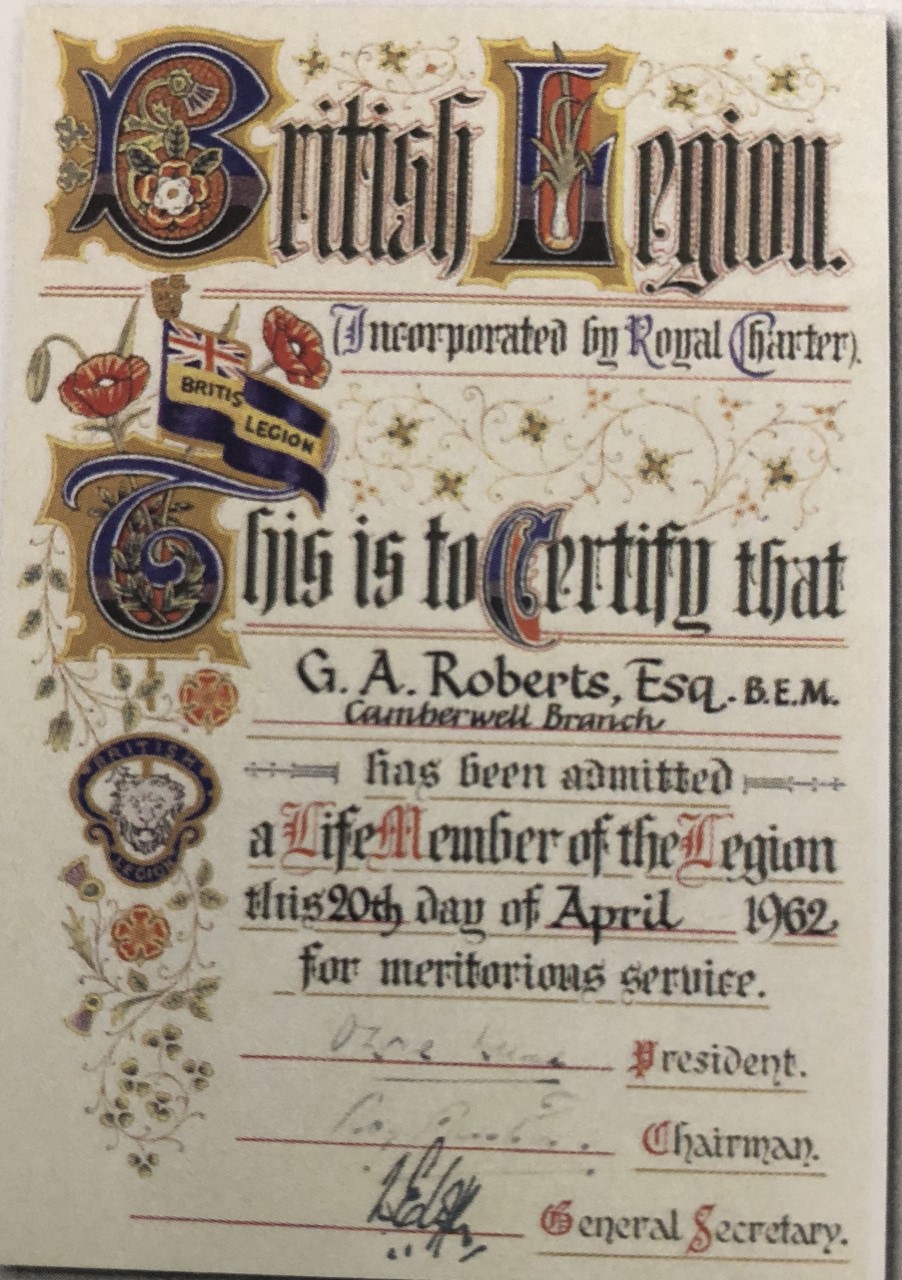 British Legion.
(Incorporated by Royal Charter).
BRITIS
LEGION
This is to Certify that
G. A. Roberts, Esq. B.E.M.
Camberwell Branch
has been admitted
BRITISH
LEGION
a Life Member of the Legion
this 20th day of April 1962
for meritorious service.
President.
Chairman.
General Secretary.